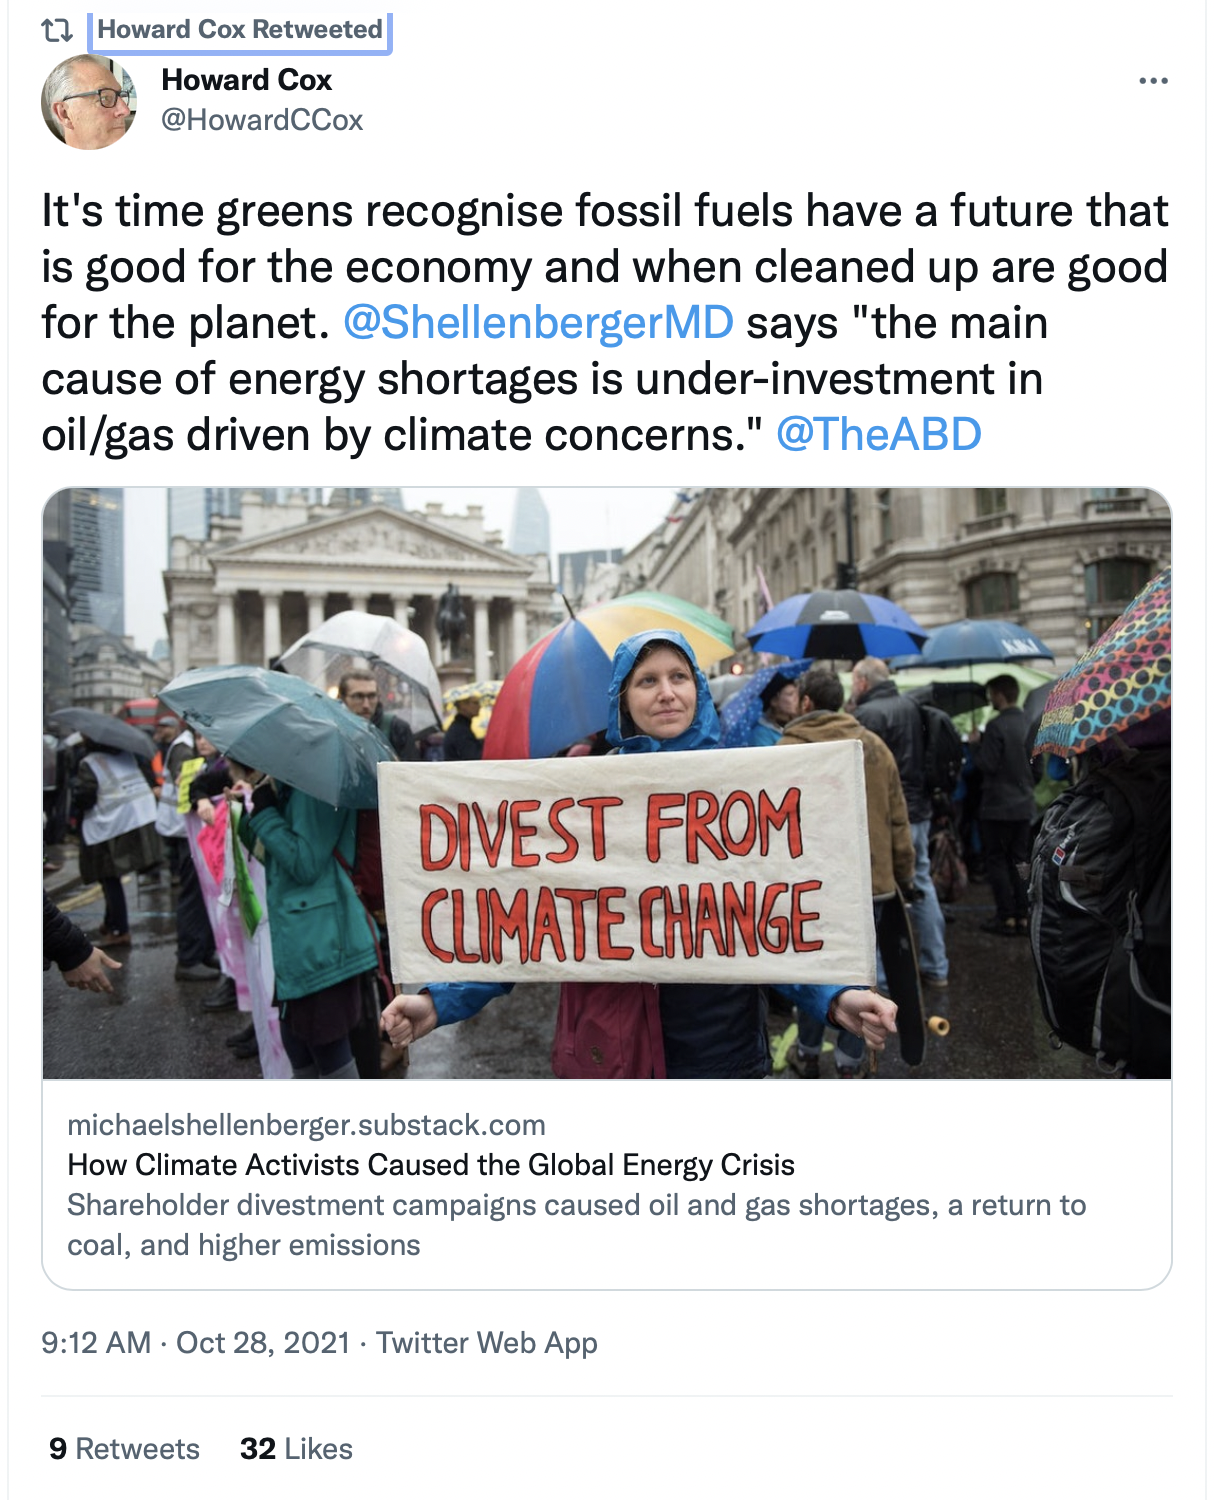 Howard Cox Retweeted
Howard Cox
@HowardCCox
It's time greens recognise fossil fuels have a future that
is good for the economy and when cleaned up are good
for the planet. @ShellenbergerMD says "the main
cause of energy shortages is under-investment in
oil/gas driven by climate concerns." @TheABD
DIVEST FROM
CLIMATE CHANGE
michaelshellenberger.substack.com
How Climate Activists Caused the Global Energy Crisis
Shareholder divestment campaigns caused oil and gas shortages, a return to
coal, and higher emissions
9:12 AM · Oct 28, 2021 · Twitter Web App
9 Retweets 32 Likes